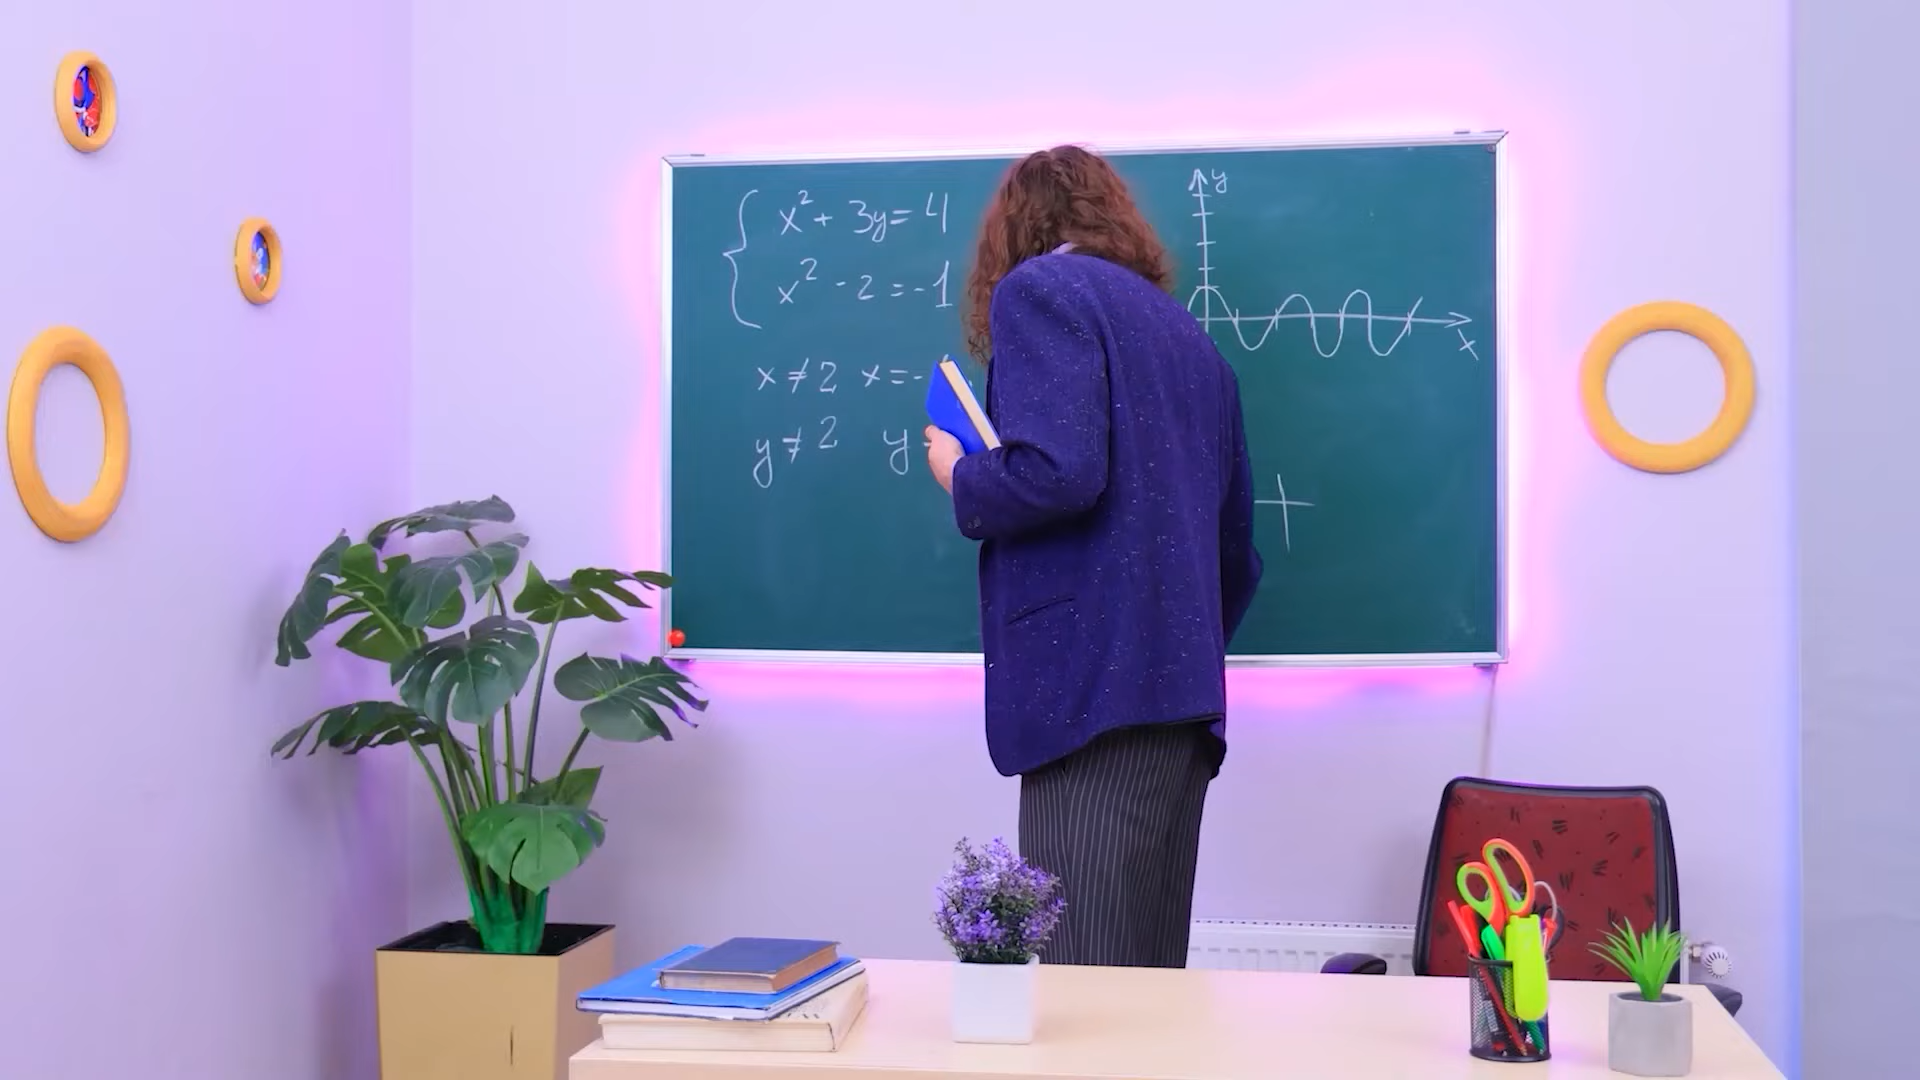 x² + 3y = 4
x² - 2 = -1
x ≠ 2 x = -
y ≠ 2 y
y
x